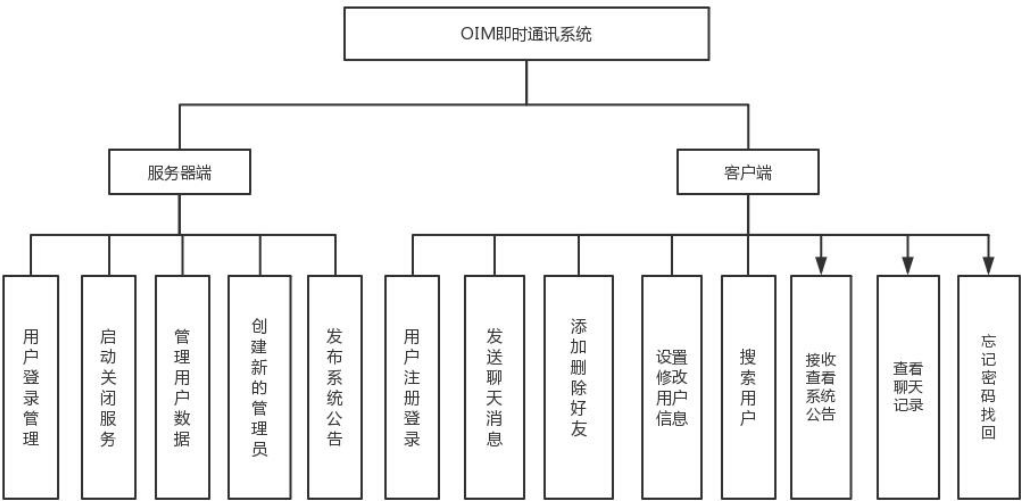 OIM即时通讯系统
服务器端
客户端
用户登录管理
启动关闭服务
管理用户数据
创建新的管理员
发布系统公告
用户注册登录
发送聊天消息
添加删除好友
设置
修改
用户
信息
搜索用户
接收
查看
系统
公告
查看
聊天
记录
忘记密码找回